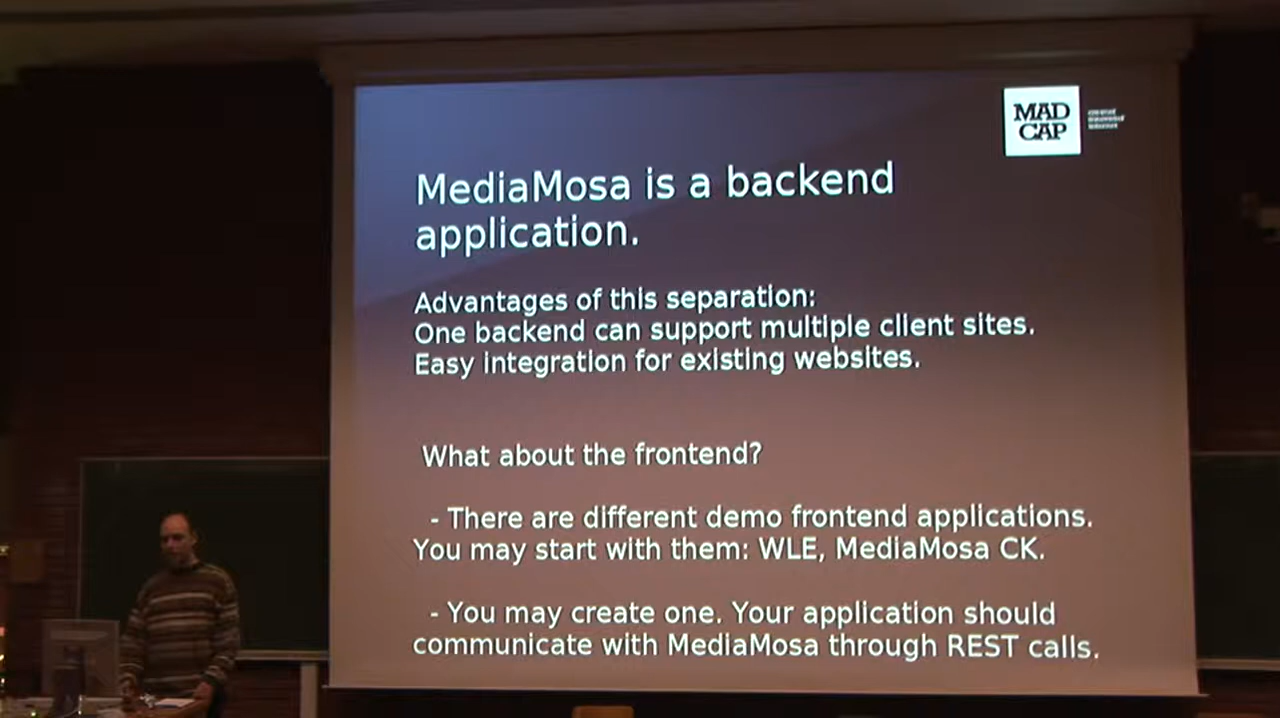 MAD
CAP
MediaMosa is a backend
application.
Advantages of this separation:
One backend can support multiple client sites.
Easy integration for existing websites.
What about the frontend?
- There are different demo frontend applications.
You may start with them: WLE, MediaMosa CK.
- You may create one. Your application should
communicate with MediaMosa through REST calls.